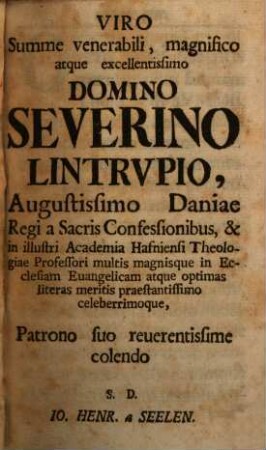 VIRO
Summe venerabili, magnifico
atque excellentissimo
DOMINO
SEVERINO
LINTRVPIO,
Augustissimo Daniae
Regi a Sacris Confessionibus, &
in illustri Academia Hafniensi Theolo-
giae Professori multis magnisque in Ec-
clesiam Euangelicam atque optimas
literas meritis praestantissimo
celeberrimoque,
Patrono suo reuerentissime
colendo
S. D.
IO. HENR. a SEELEN.